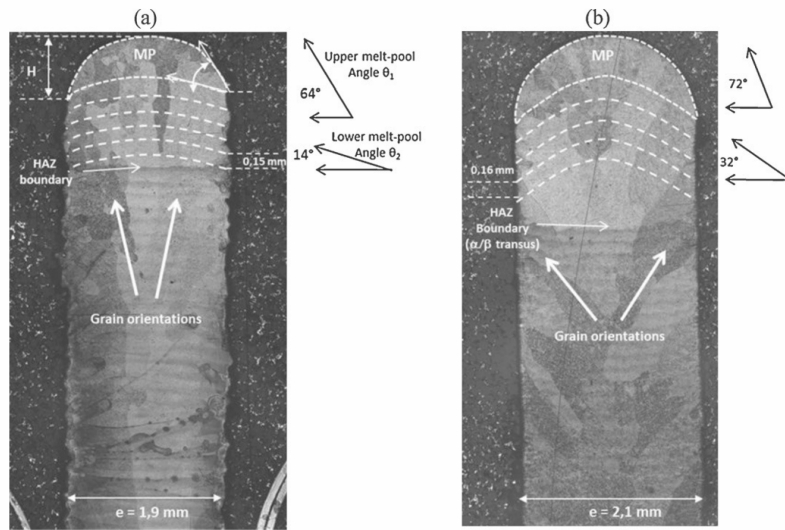 (a)
MP
H
Upper melt-pool
Angle θ₁
64°
Lower melt-pool
Angle θ₂
14°
0,15 mm
HAZ
boundary
Grain orientations
e = 1,9 mm
(b)
MP
72°
32°
0,16 mm
HAZ
Boundary
(α/β transus)
Grain orientations
e = 2,1 mm